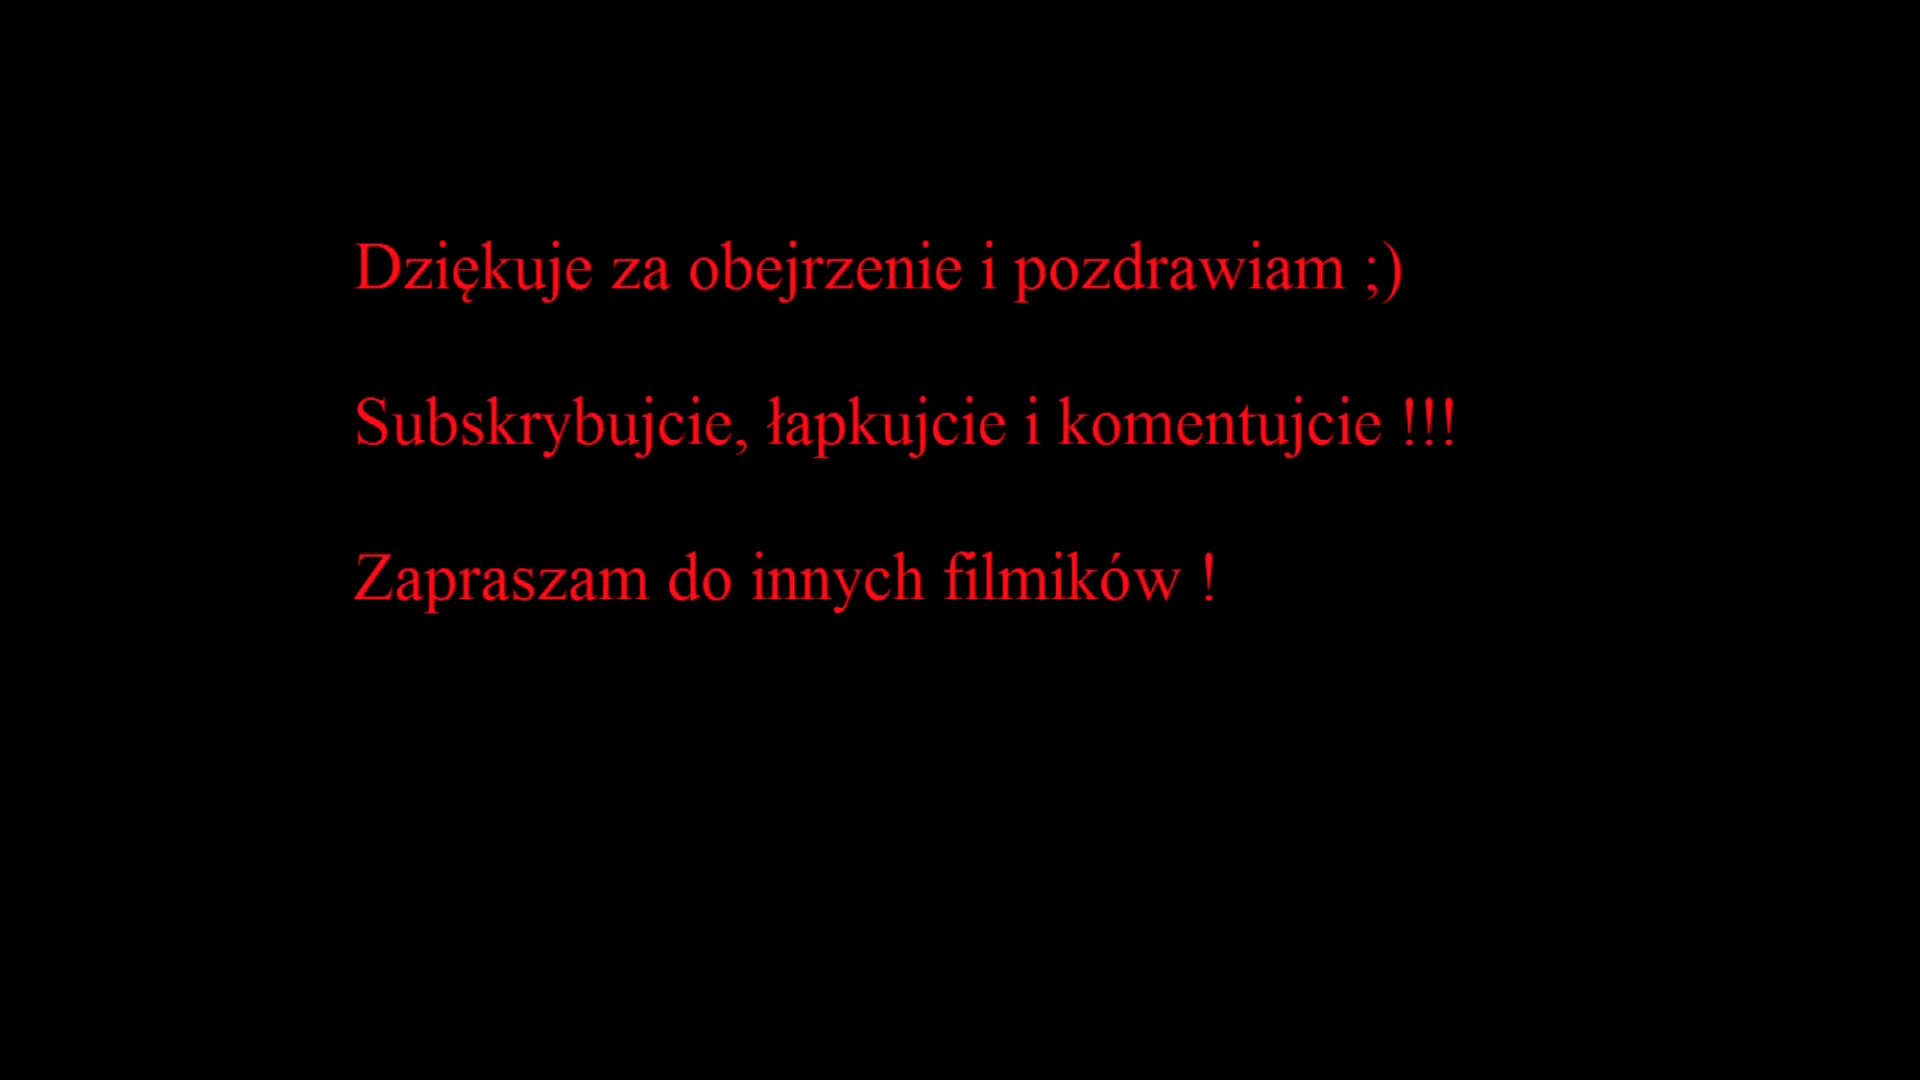 Dziękuje za obejrzenie i pozdrawiam ;)
Subskrybujcie, łapkujcie i komentujcie !!!
Zapraszam do innych filmików !